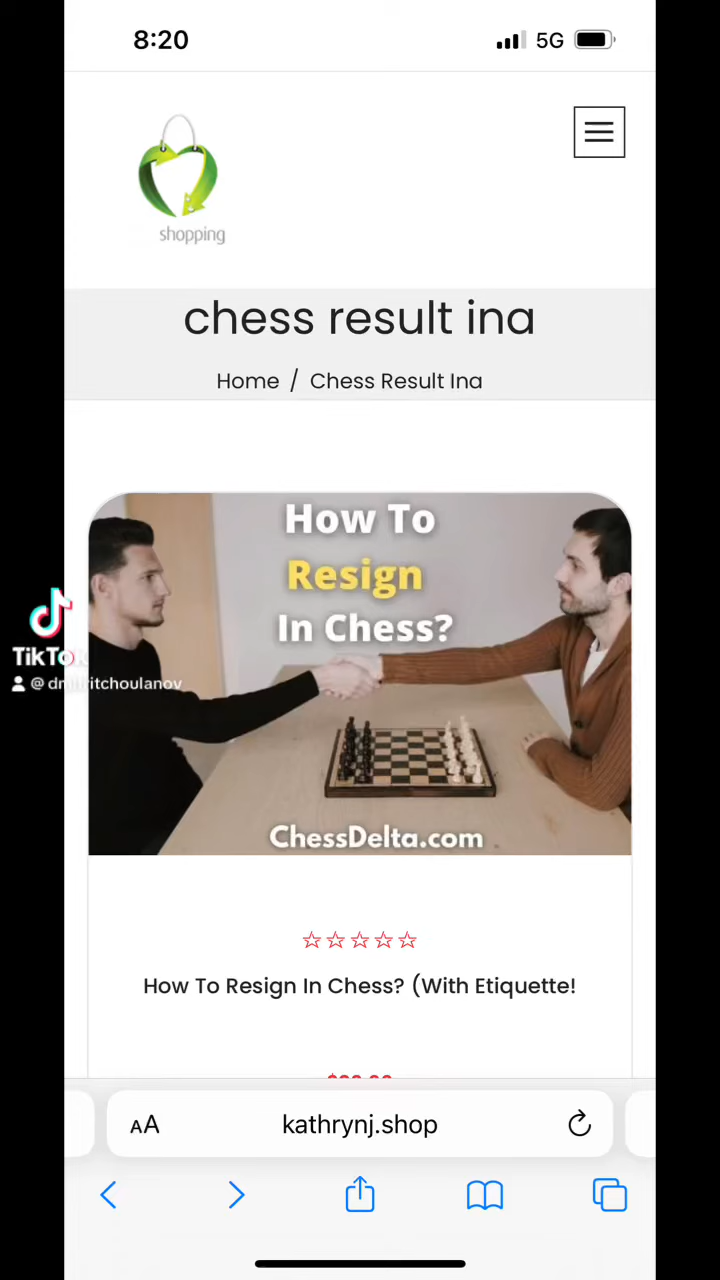 8:20
5G
shopping
chess result ina
Home / Chess Result Ina
How To
Resign
In Chess?
TikTok
ChessDelta.com
How To Resign In Chess? (With Etiquette!
AA
kathrynj.shop